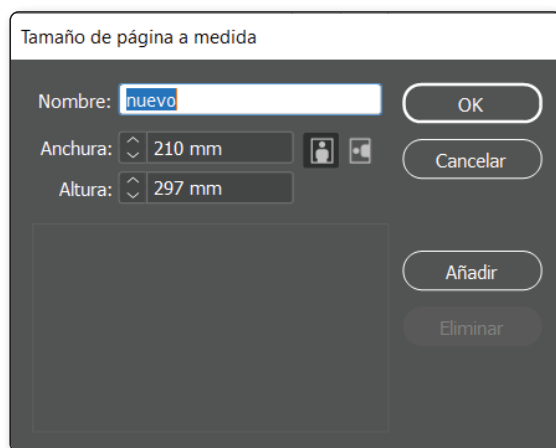 Tamaño de página a medida
Nombre: nuevo
OK
Anchura: 210 mm
Cancelar
Altura: 297 mm
Añadir
Eliminar